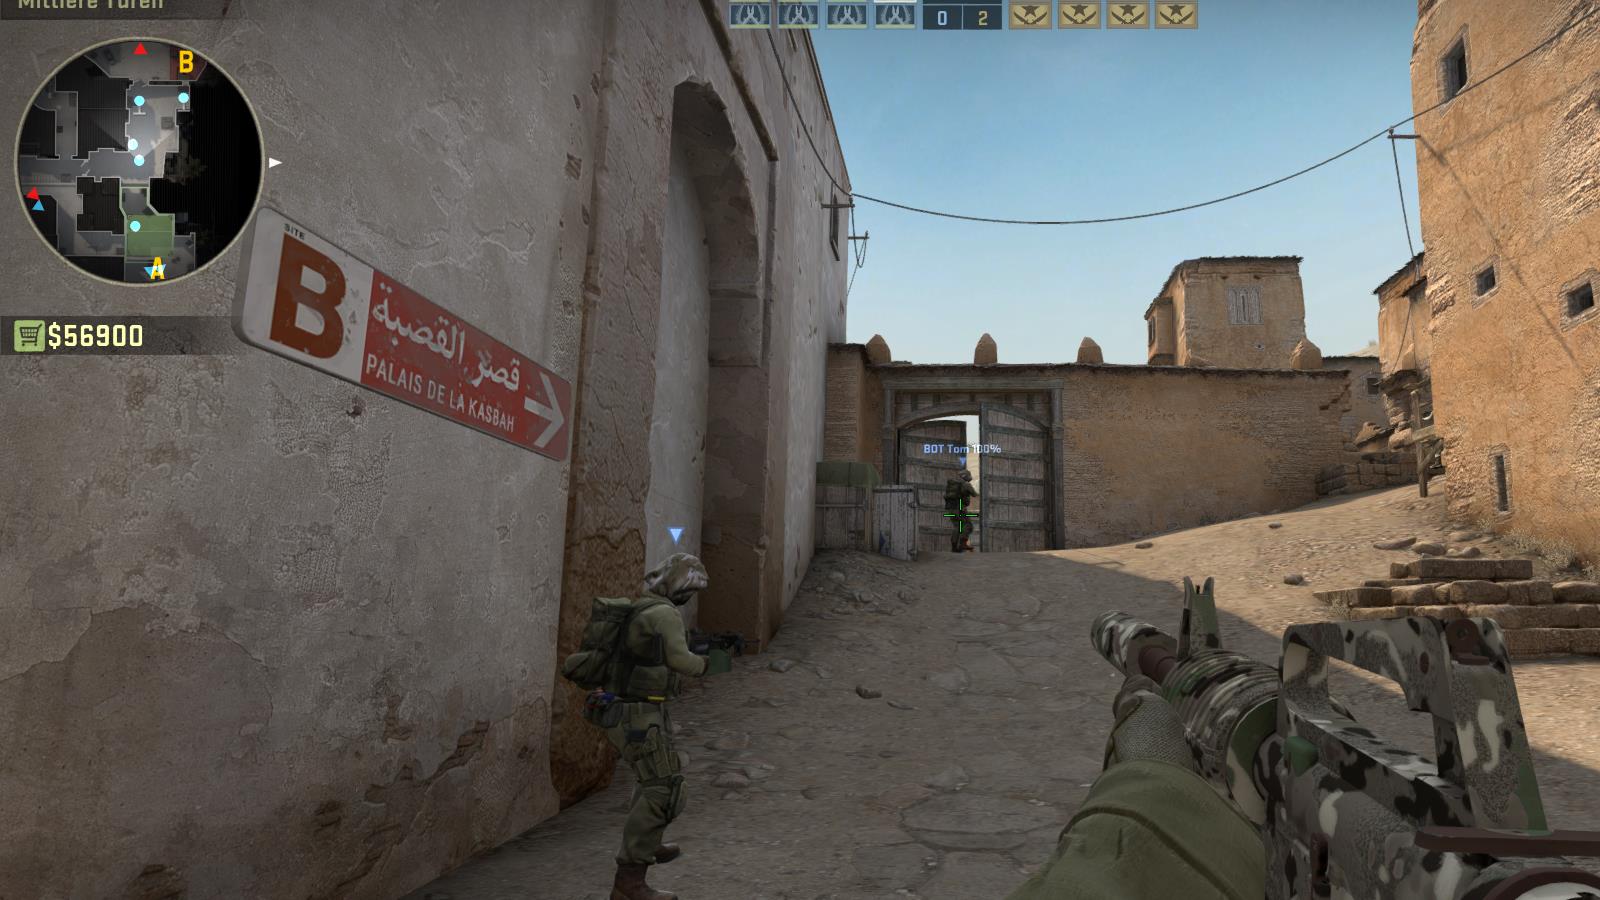 Mittlere Türen
0 2
B
A
$56900
SITE
B
قصر القصبة
PALAIS DE LA KASBAH
BOT Tom 100%